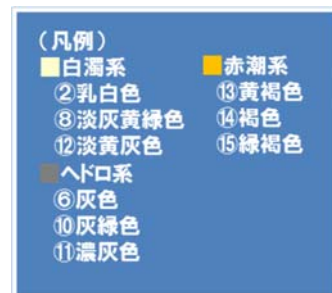 (凡例)
白濁系
②乳白色
⑧淡灰黄緑色
⑫淡黄灰色
ヘドロ系
⑥灰色
⑩灰緑色
⑪濃灰色
赤潮系
⑬黄褐色
⑭褐色
⑮緑褐色